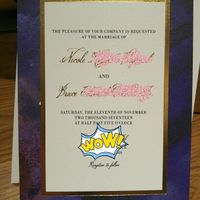 THE PLEASURE OF YOUR COMPANY IS REQUESTED
AT THE MARRIAGE OF
Nicole
and
Bruce
SATURDAY, THE ELEVENTH OF NOVEMBER
TWO THOUSAND SEVENTEEN
AT HALF PAST FIVE O'CLOCK
WOW!
Reception to follow